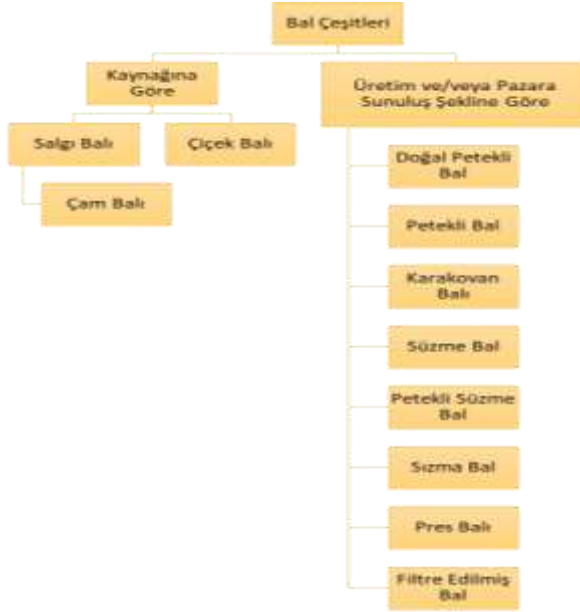 Bal Çeşitleri
Kaynağına
Göre
Üretim ve/veya Pazara
Sunuluş Şekline Göre
Salgı Balı
Çiçek Balı
Çam Balı
Doğal Petekli
Bal
Petekli Bal
Karakovan
Balı
Süzme Bal
Petekli Süzme
Bal
Sızma Bal
Pres Balı
Filtre Edilmiş
Bal